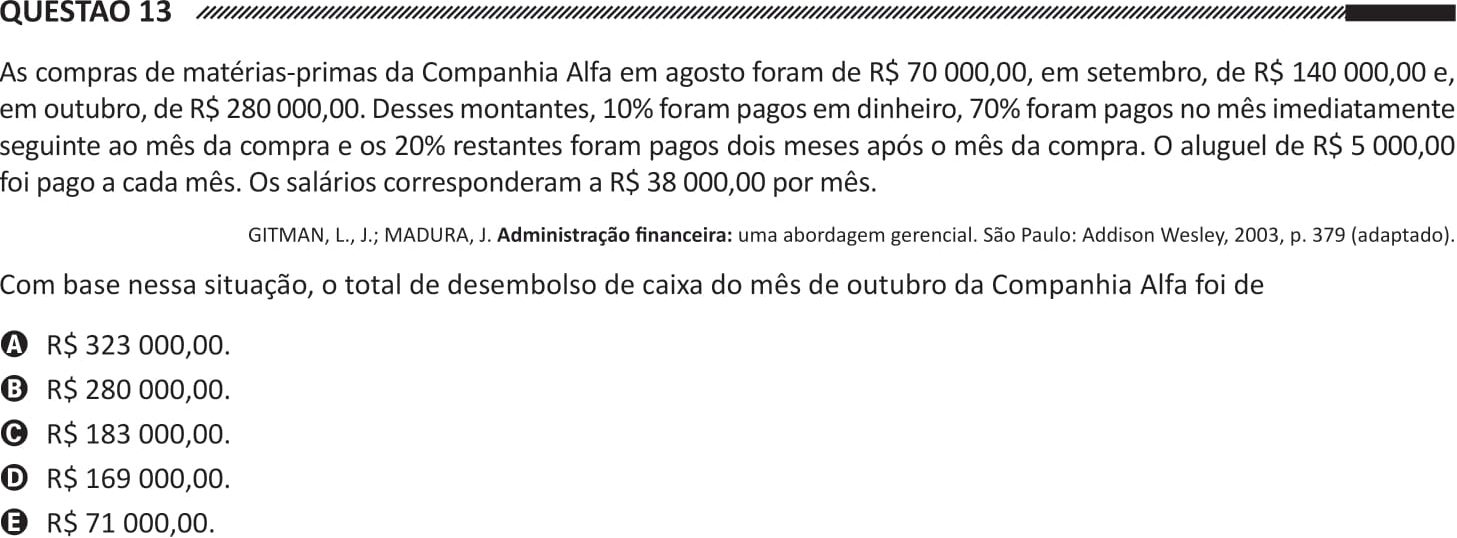 QUESTÃO 13
As compras de matérias-primas da Companhia Alfa em agosto foram de R$ 70 000,00, em setembro, de R$ 140 000,00 e,
em outubro, de R$ 280 000,00. Desses montantes, 10% foram pagos em dinheiro, 70% foram pagos no mês imediatamente
seguinte ao mês da compra e os 20% restantes foram pagos dois meses após o mês da compra. O aluguel de R$ 5 000,00
foi pago a cada mês. Os salários corresponderam a R$ 38 000,00 por mês.
GITMAN, L., J.; MADURA, J. Administração financeira: uma abordagem gerencial. São Paulo: Addison Wesley, 2003, p. 379 (adaptado).
Com base nessa situação, o total de desembolso de caixa do mês de outubro da Companhia Alfa foi de
A R$ 323 000,00.
B R$ 280 000,00.
C R$ 183 000,00.
D R$ 169 000,00.
E R$ 71 000,00.